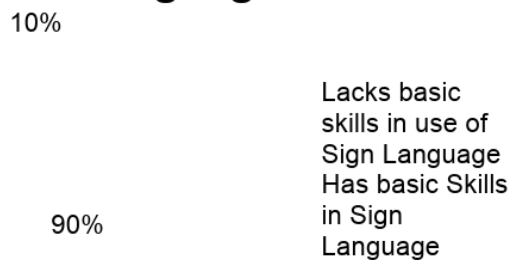 10%
Lacks basic
skills in use of
Sign Language
Has basic Skills
in Sign
Language
90%